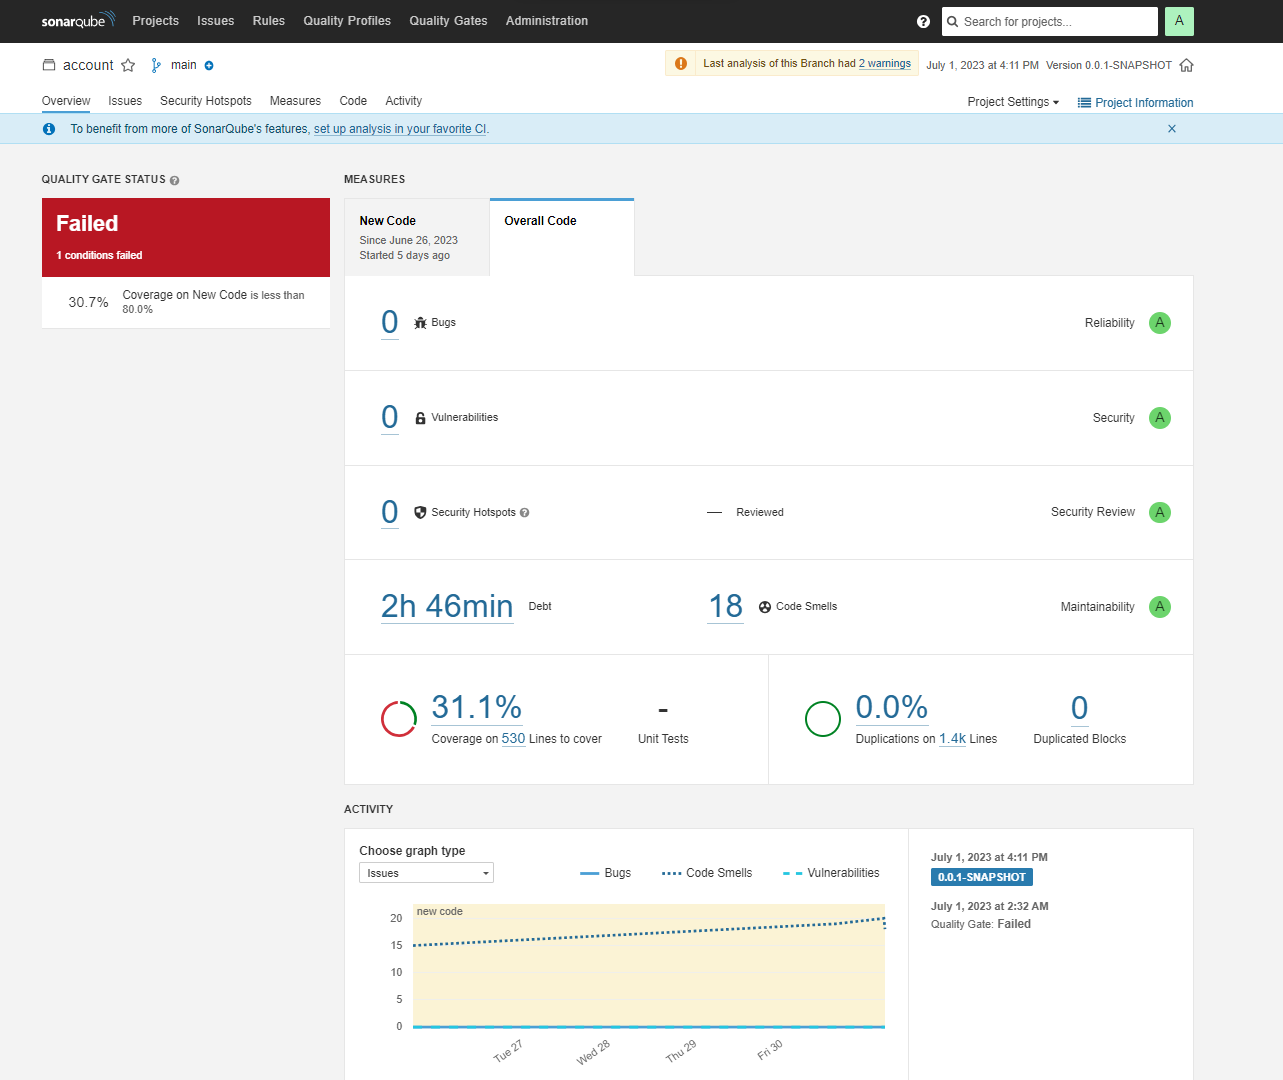 sonarqube Projects Issues Rules Quality Profiles Quality Gates Administration ? Search for projects... A
account main Last analysis of this Branch had 2 warnings July 1, 2023 at 4:11 PM Version 0.0.1-SNAPSHOT
Overview Issues Security Hotspots Measures Code Activity Project Settings Project Information
To benefit from more of SonarQube's features, set up analysis in your favorite CI.
QUALITY GATE STATUS ?
Failed
1 conditions failed
30.7% Coverage on New Code is less than
80.0%
MEASURES
New Code
Since June 26, 2023
Started 5 days ago
Overall Code
0 Bugs Reliability A
0 Vulnerabilities Security A
0 Security Hotspots ? — Reviewed Security Review A
2h 46min Debt 18 Code Smells Maintainability A
31.1% -
Coverage on 530 Lines to cover Unit Tests
0.0% 0
Duplications on 1.4k Lines Duplicated Blocks
ACTIVITY
Choose graph type
Issues
Bugs Code Smells Vulnerabilities
new code
20
15
10
5
0
Tue 27 Wed 28 Thu 29 Fri 30
July 1, 2023 at 4:11 PM
0.0.1-SNAPSHOT
July 1, 2023 at 2:32 AM
Quality Gate: Failed